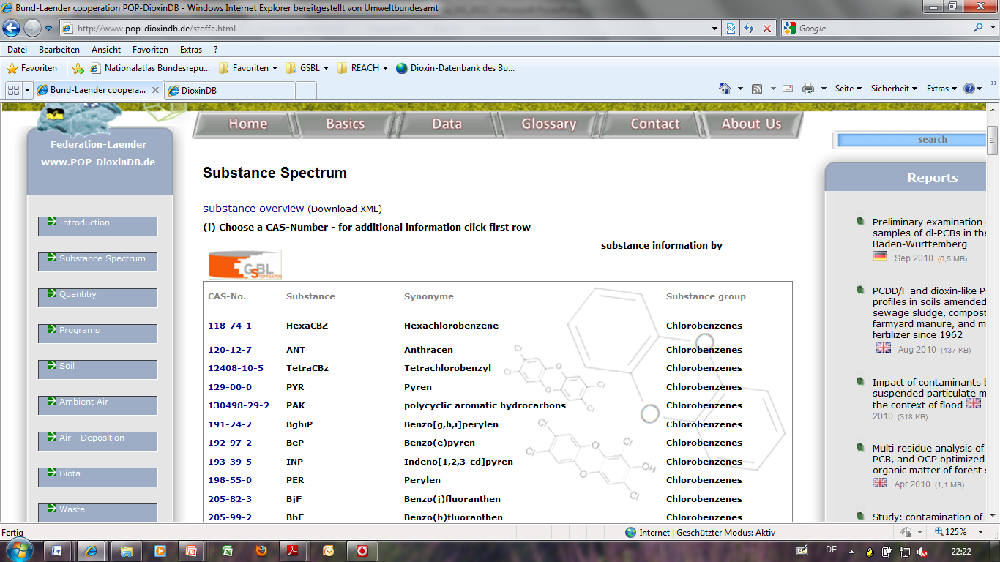 Bund-Laender cooperation POP-DioxinDB - Windows Internet Explorer bereitgestellt von Umweltbundesamt
http://www.pop-dioxindb.de/stoffe.html
Google
Datei Bearbeiten Ansicht Favoriten Extras ?
Favoriten Nationalatlas Bundesrepu... Favoriten GSBL REACH Dioxin-Datenbank des Bu...
Bund-Laender coopera... DioxinDB Seite Sicherheit Extras
Home Basics Data Glossary Contact About Us
search
Federation-Laender
www.POP-DioxinDB.de
Introduction
Substance Spectrum
Quantitiy
Programs
Soil
Ambient Air
Air - Deposition
Biota
Waste
Substance Spectrum
substance overview (Download XML)
(i) Choose a CAS-Number - for additional information click first row
substance information by
GSBL
STOFFDATEN
CAS-No. Substance Synonyme Substance group
118-74-1 HexaCBZ Hexachlorobenzene Chlorobenzenes
120-12-7 ANT Anthracen Chlorobenzenes
12408-10-5 TetraCBz Tetrachlorobenzyl Chlorobenzenes
129-00-0 PYR Pyren Chlorobenzenes
130498-29-2 PAK polycyclic aromatic hydrocarbons Chlorobenzenes
191-24-2 BghiP Benzo[g,h,i]perylen Chlorobenzenes
192-97-2 BeP Benzo(e)pyren Chlorobenzenes
193-39-5 INP Indeno[1,2,3-cd]pyren Chlorobenzenes
198-55-0 PER Perylen Chlorobenzenes
205-82-3 BjF Benzo(j)fluoranthen Chlorobenzenes
205-99-2 BbF Benzo(b)fluoranthen Chlorobenzenes
Cl O Cl
Cl O Cl
Cl O Cl
Cl O OH
Cl
O
O
Reports
Preliminary examination
samples of dl-PCBs in the
Baden-Württemberg
Sep 2010 (6,5 MB)
PCDD/F and dioxin-like P
profiles in soils amended
sewage sludge, compost
farmyard manure, and m
fertilizer since 1962
Aug 2010 (437 KB)
Impact of contaminants
suspended particulate m
the context of flood
2010 (318 KB)
Multi-residue analysis of
PCB, and OCP optimized
organic matter of forest
Apr 2010 (1,1 MB)
Study: contamination of
Fertig Internet | Geschützter Modus: Aktiv 125%
DE 22:22